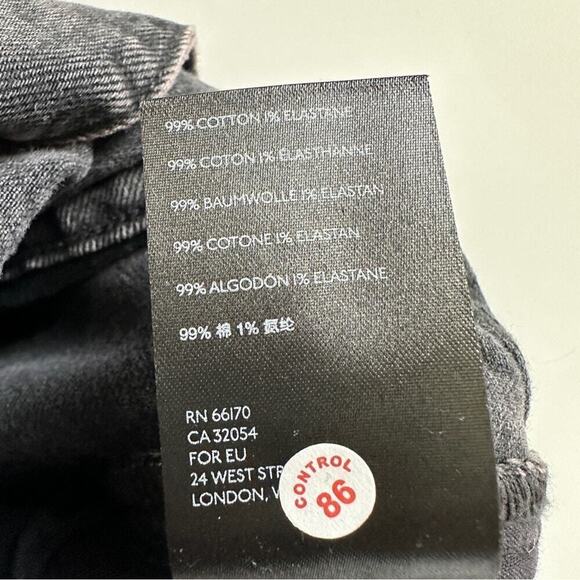 99% COTTON 1% ELASTANE
99% COTON 1% ELASTHANNE
99% BAUMWOLLE 1% ELASTAN
99% COTONE 1% ELASTAN
99% ALGODÓN 1% ELASTANE
99% 棉 1% 氨纶
RN 66170
CA 32054
FOR EU
24 WEST
LONDON,
CONTROL
86